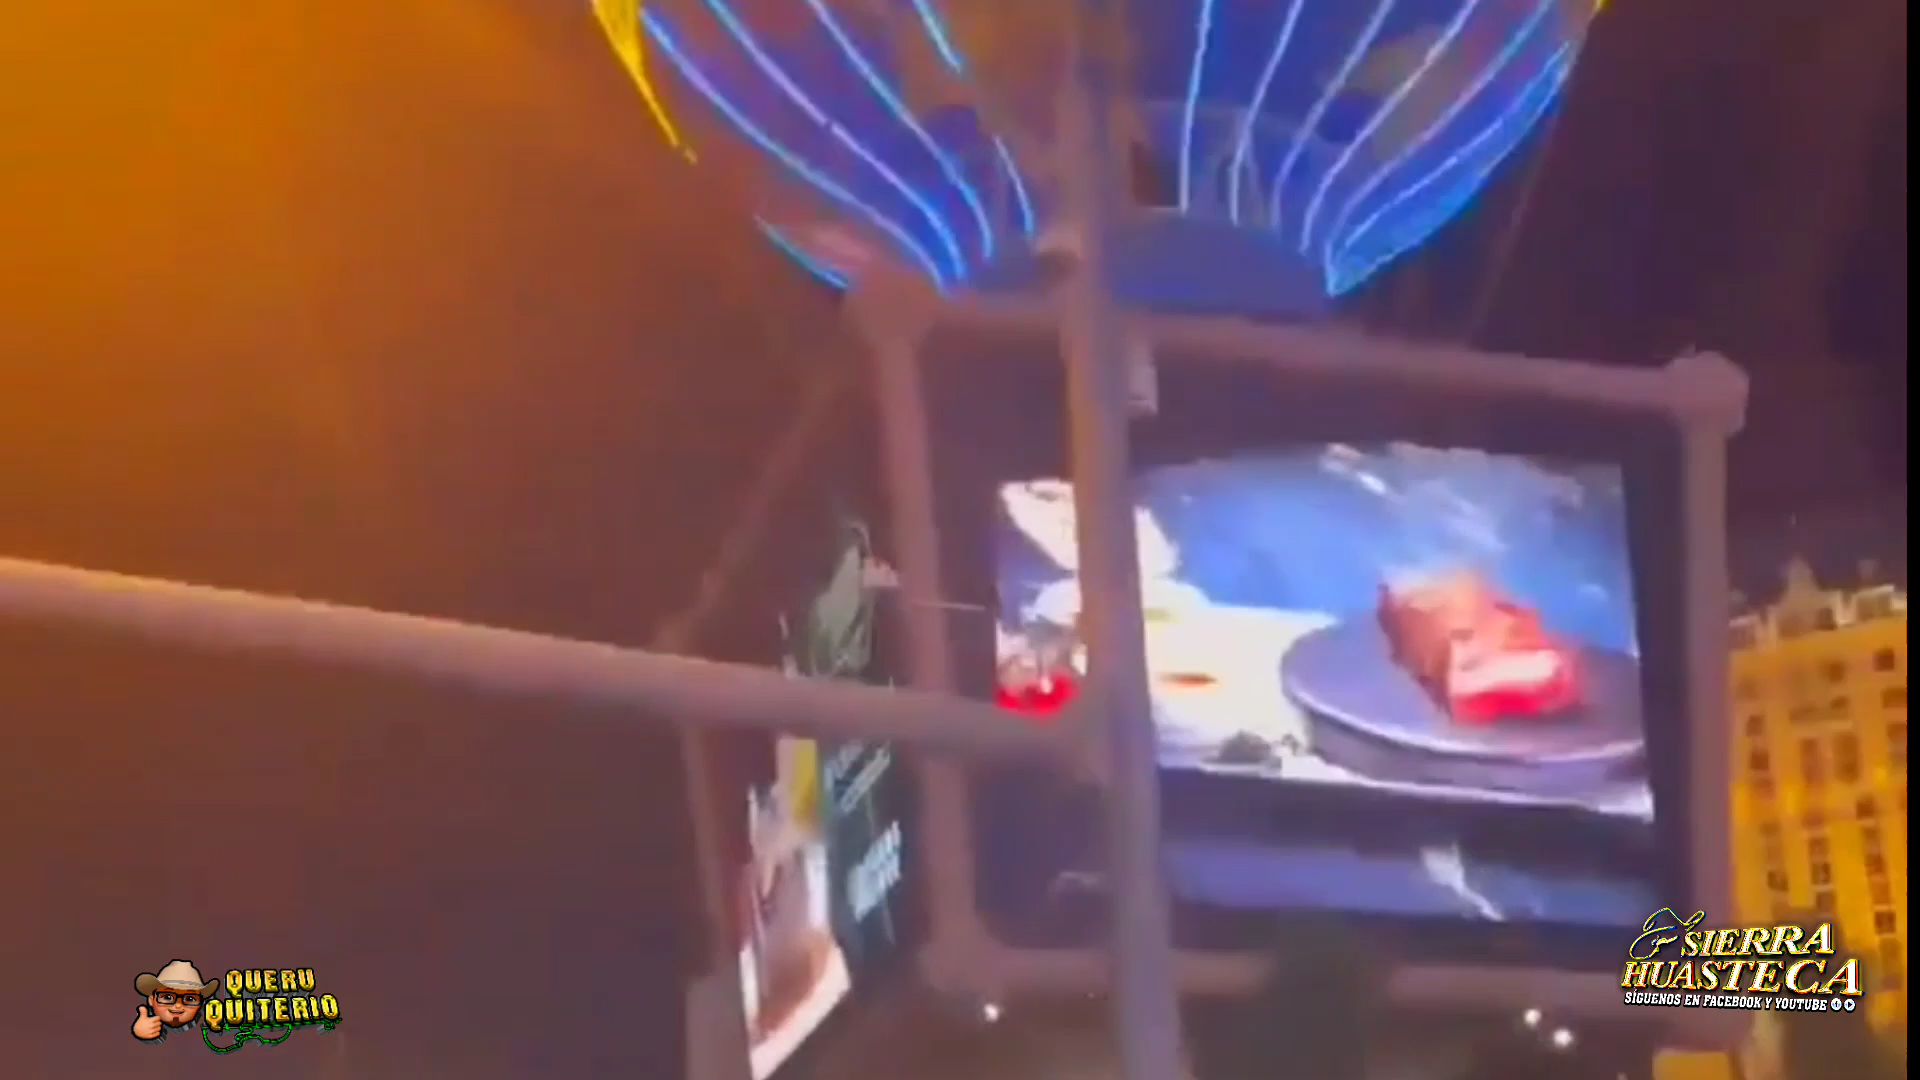 QUERU
QUITERIO
SIERRA
HUASTECA
SÍGUENOS EN FACEBOOK Y YOUTUBE